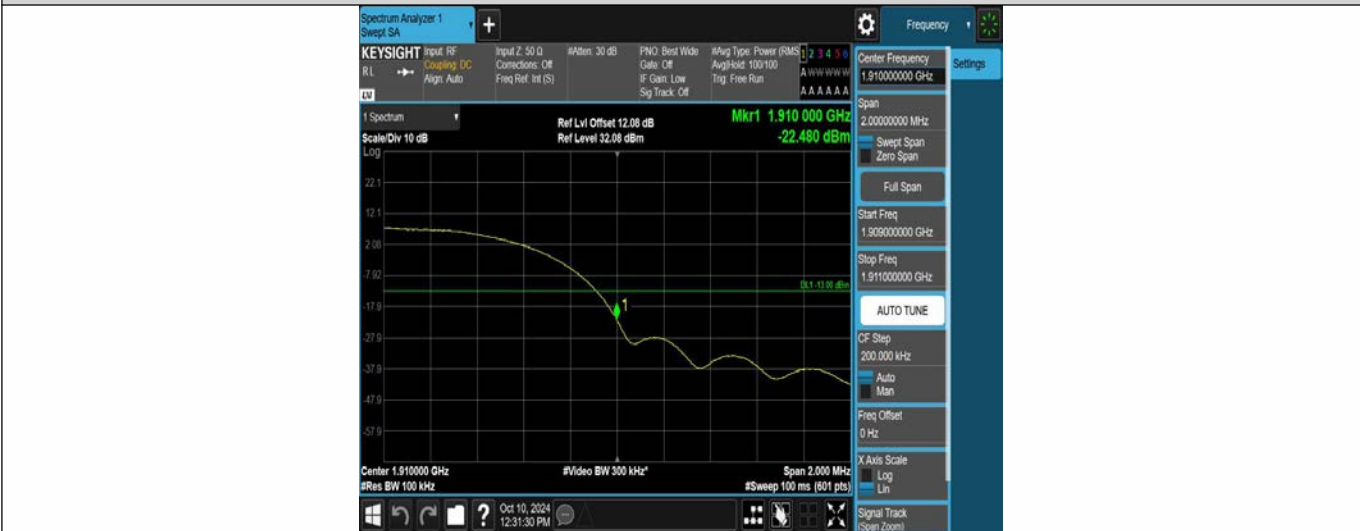 Spectrum Analyzer 1
Swept SA
+
Frequency
KEYSIGHT
RL
Input: RF
Coupling: DC
Align: Auto
Input Z: 50 Ω
Corrections: Off
Freq Ref: Int (S)
#Atten: 30 dB
PNO: Best Wide
Gate: Off
IF Gain: Low
Sig Track: Off
#Avg Type: Power (RMS
Avg|Hold: 100/100
Trig: Free Run
1 2 3 4 5 6
A W W W W W
A A A A A A
1 Spectrum
Scale/Div 10 dB
Log
Ref Lvl Offset 12.08 dB
Ref Level 32.08 dBm
Mkr1 1.910 000 GHz
-22.480 dBm
22.1
12.1
2.08
-7.92
-17.9
-27.9
-37.9
-47.9
-57.9
DL1 -13.00 dBm
1
Center 1.910000 GHz
#Res BW 100 kHz
#Video BW 300 kHz*
Span 2.000 MHz
#Sweep 100 ms (601 pts)
Center Frequency
1.910000000 GHz
Settings
Span
2.00000000 MHz
Swept Span
Zero Span
Full Span
Start Freq
1.909000000 GHz
Stop Freq
1.911000000 GHz
AUTO TUNE
CF Step
200.000 kHz
Auto
Man
Freq Offset
0 Hz
X Axis Scale
Log
Lin
Signal Track
(Span Zoom)
?
Oct 10, 2024
12:31:30 PM